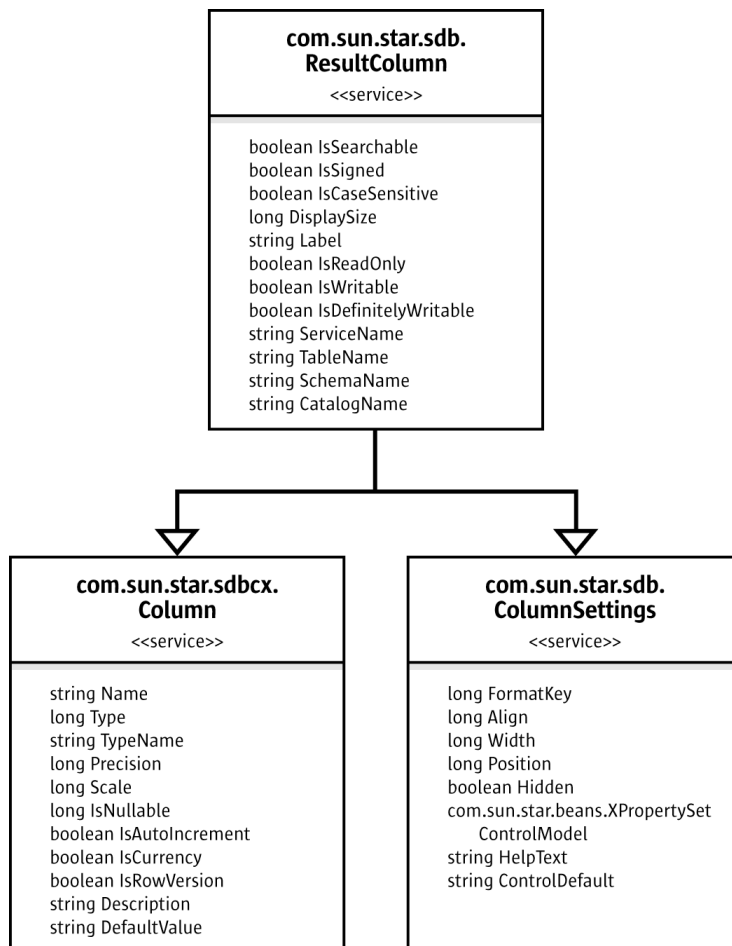 com.sun.star.sdb.
ResultColumn
<<service>>
boolean IsSearchable
boolean IsSigned
boolean IsCaseSensitive
long DisplaySize
string Label
boolean IsReadOnly
boolean IsWritable
boolean IsDefinitelyWritable
string ServiceName
string TableName
string SchemaName
string CatalogName
com.sun.star.sdbcx.
Column
<<service>>
string Name
long Type
string TypeName
long Precision
long Scale
long IsNullable
boolean IsAutoIncrement
boolean IsCurrency
boolean IsRowVersion
string Description
string DefaultValue
com.sun.star.sdb.
ColumnSettings
<<service>>
long FormatKey
long Align
long Width
long Position
boolean Hidden
com.sun.star.beans.XPropertySet
ControlModel
string HelpText
string ControlDefault